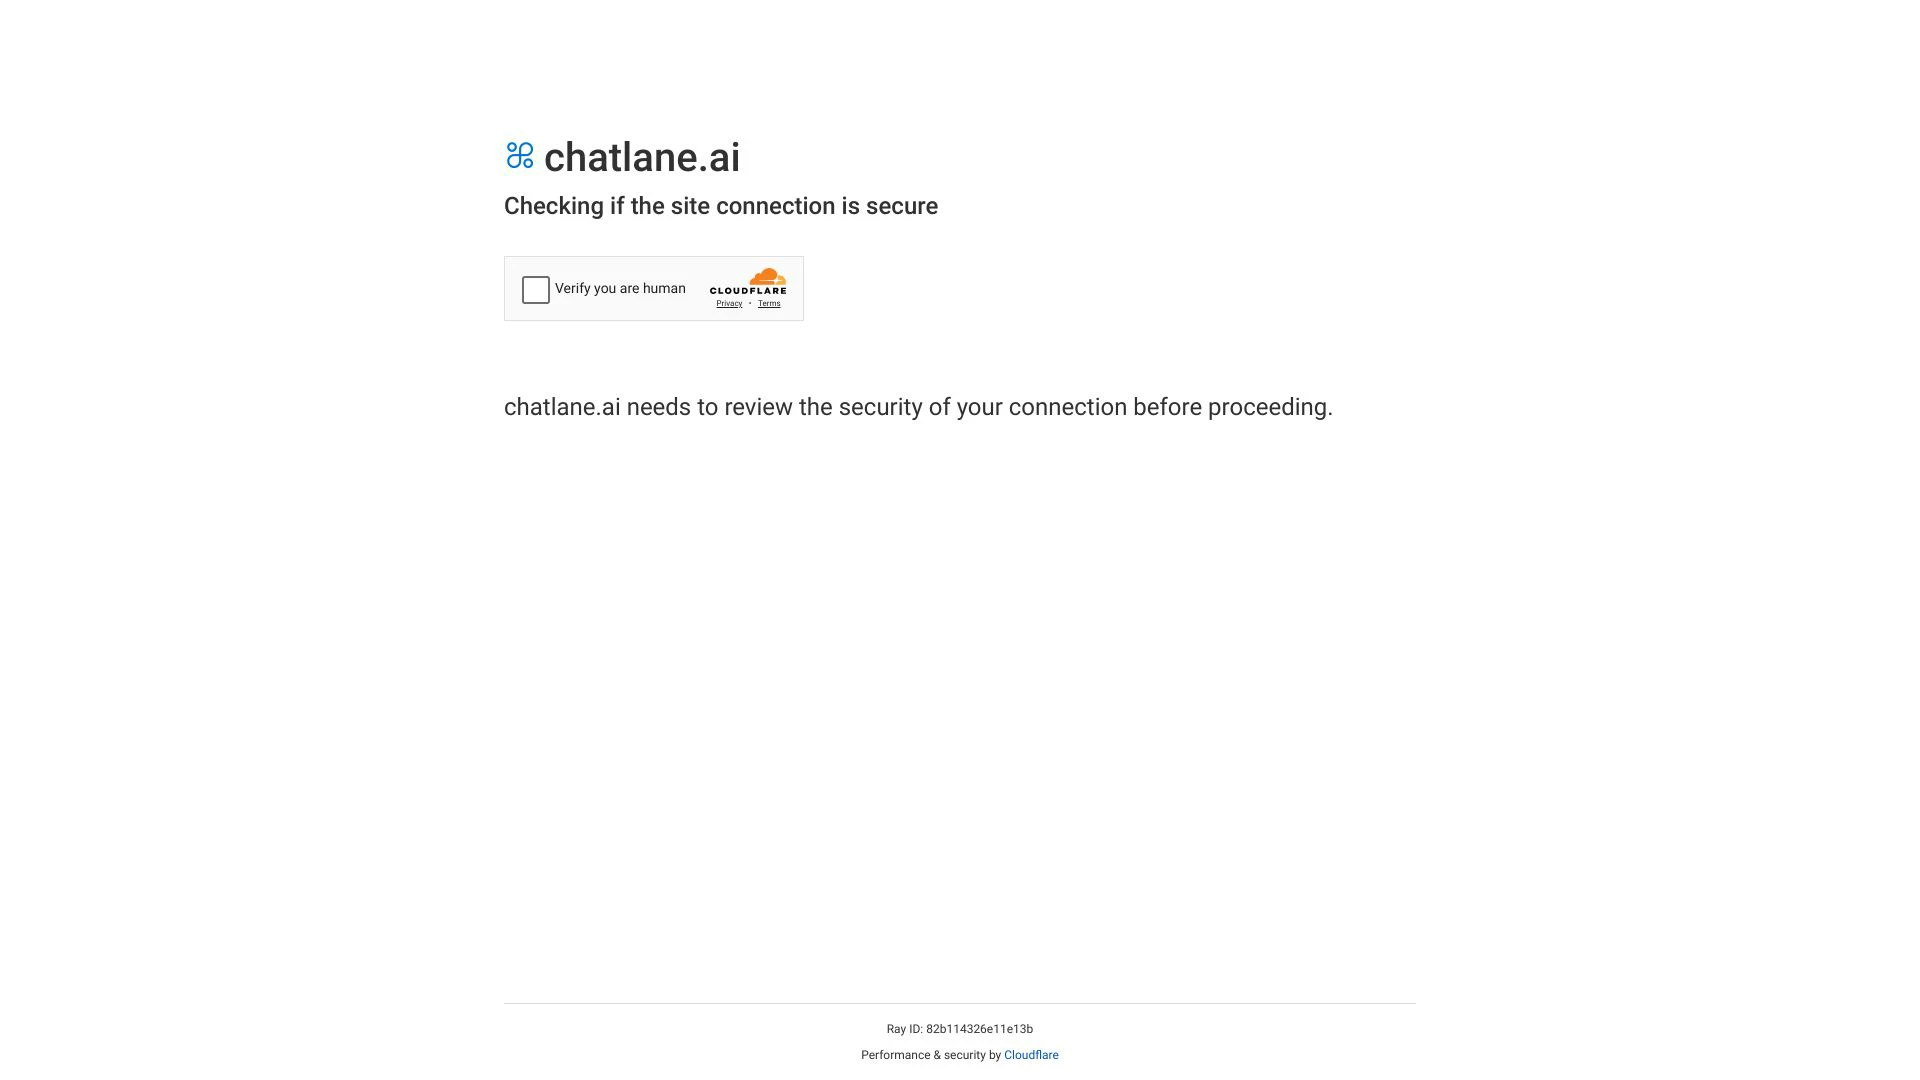 chatlane.ai
Checking if the site connection is secure
Verify you are human
CLOUDFLARE
Privacy • Terms
chatlane.ai needs to review the security of your connection before proceeding.
Ray ID: 82b114326e11e13b
Performance & security by Cloudflare